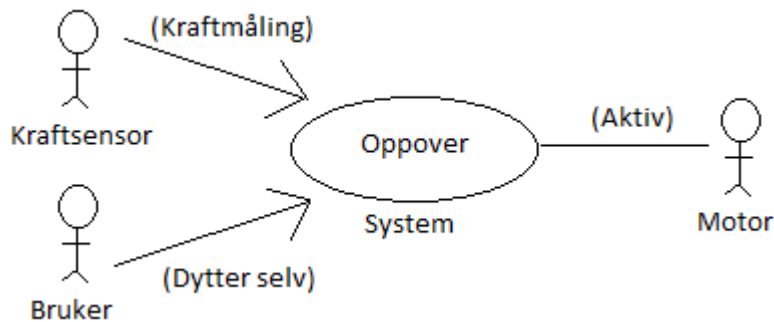 (Kraftmåling)
Kraftsensor
Oppover
(Aktiv)
System
Motor
(Dytter selv)
Bruker